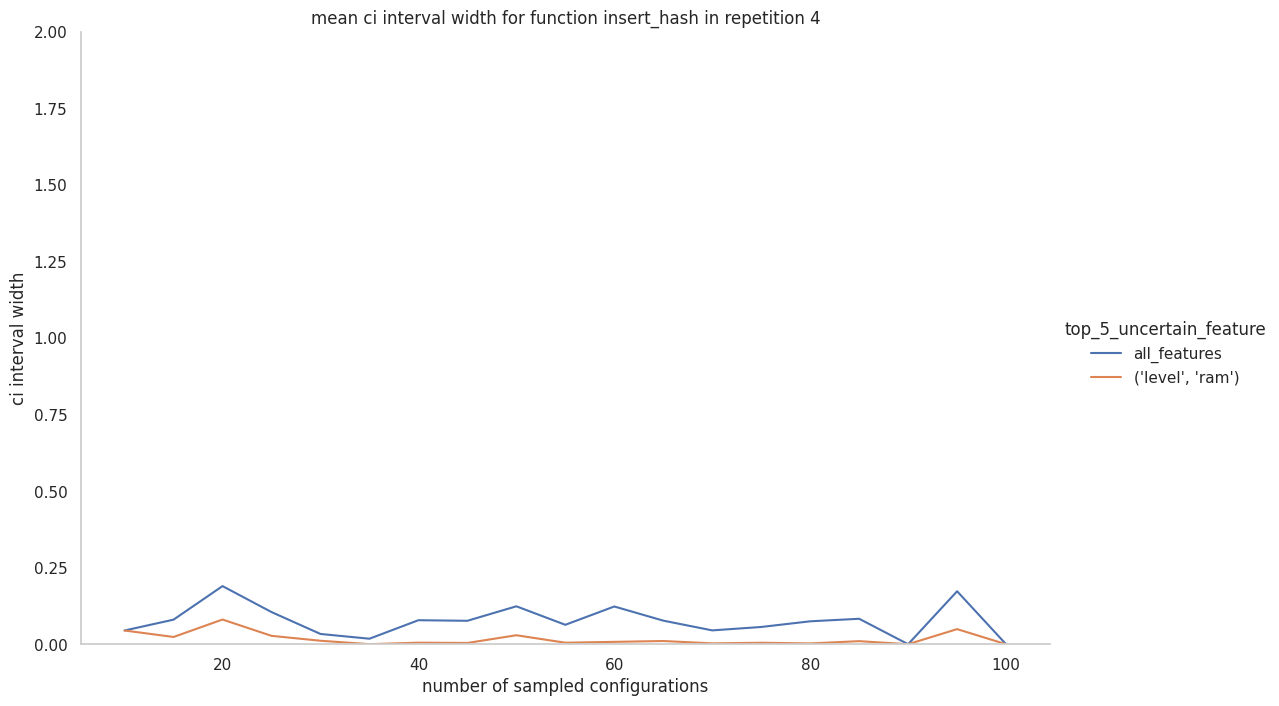 mean ci interval width for function insert_hash in repetition 4
2.00
1.75
1.50
1.25
1.00
0.75
0.50
0.25
0.00
ci interval width
20
40
60
80
100
number of sampled configurations
top_5_uncertain_feature
all_features
('level', 'ram')